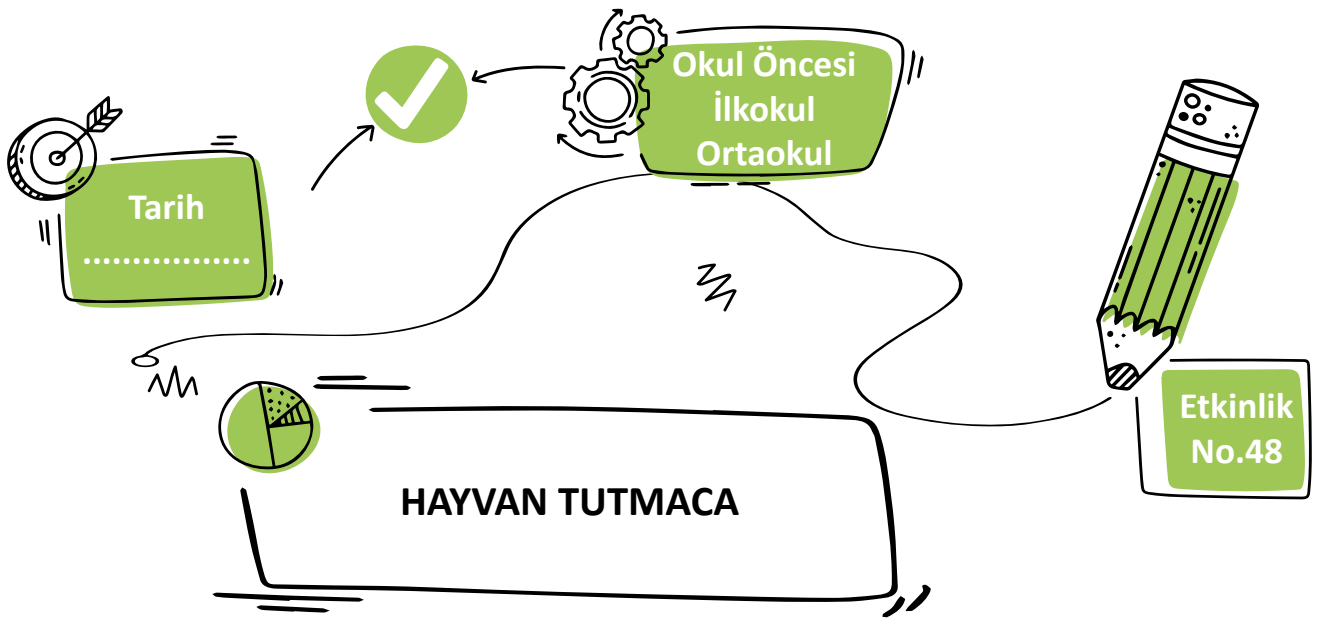 Okul Öncesi
İlkokul
Ortaokul
Tarih
.................
Etkinlik
No.48
HAYVAN TUTMACA